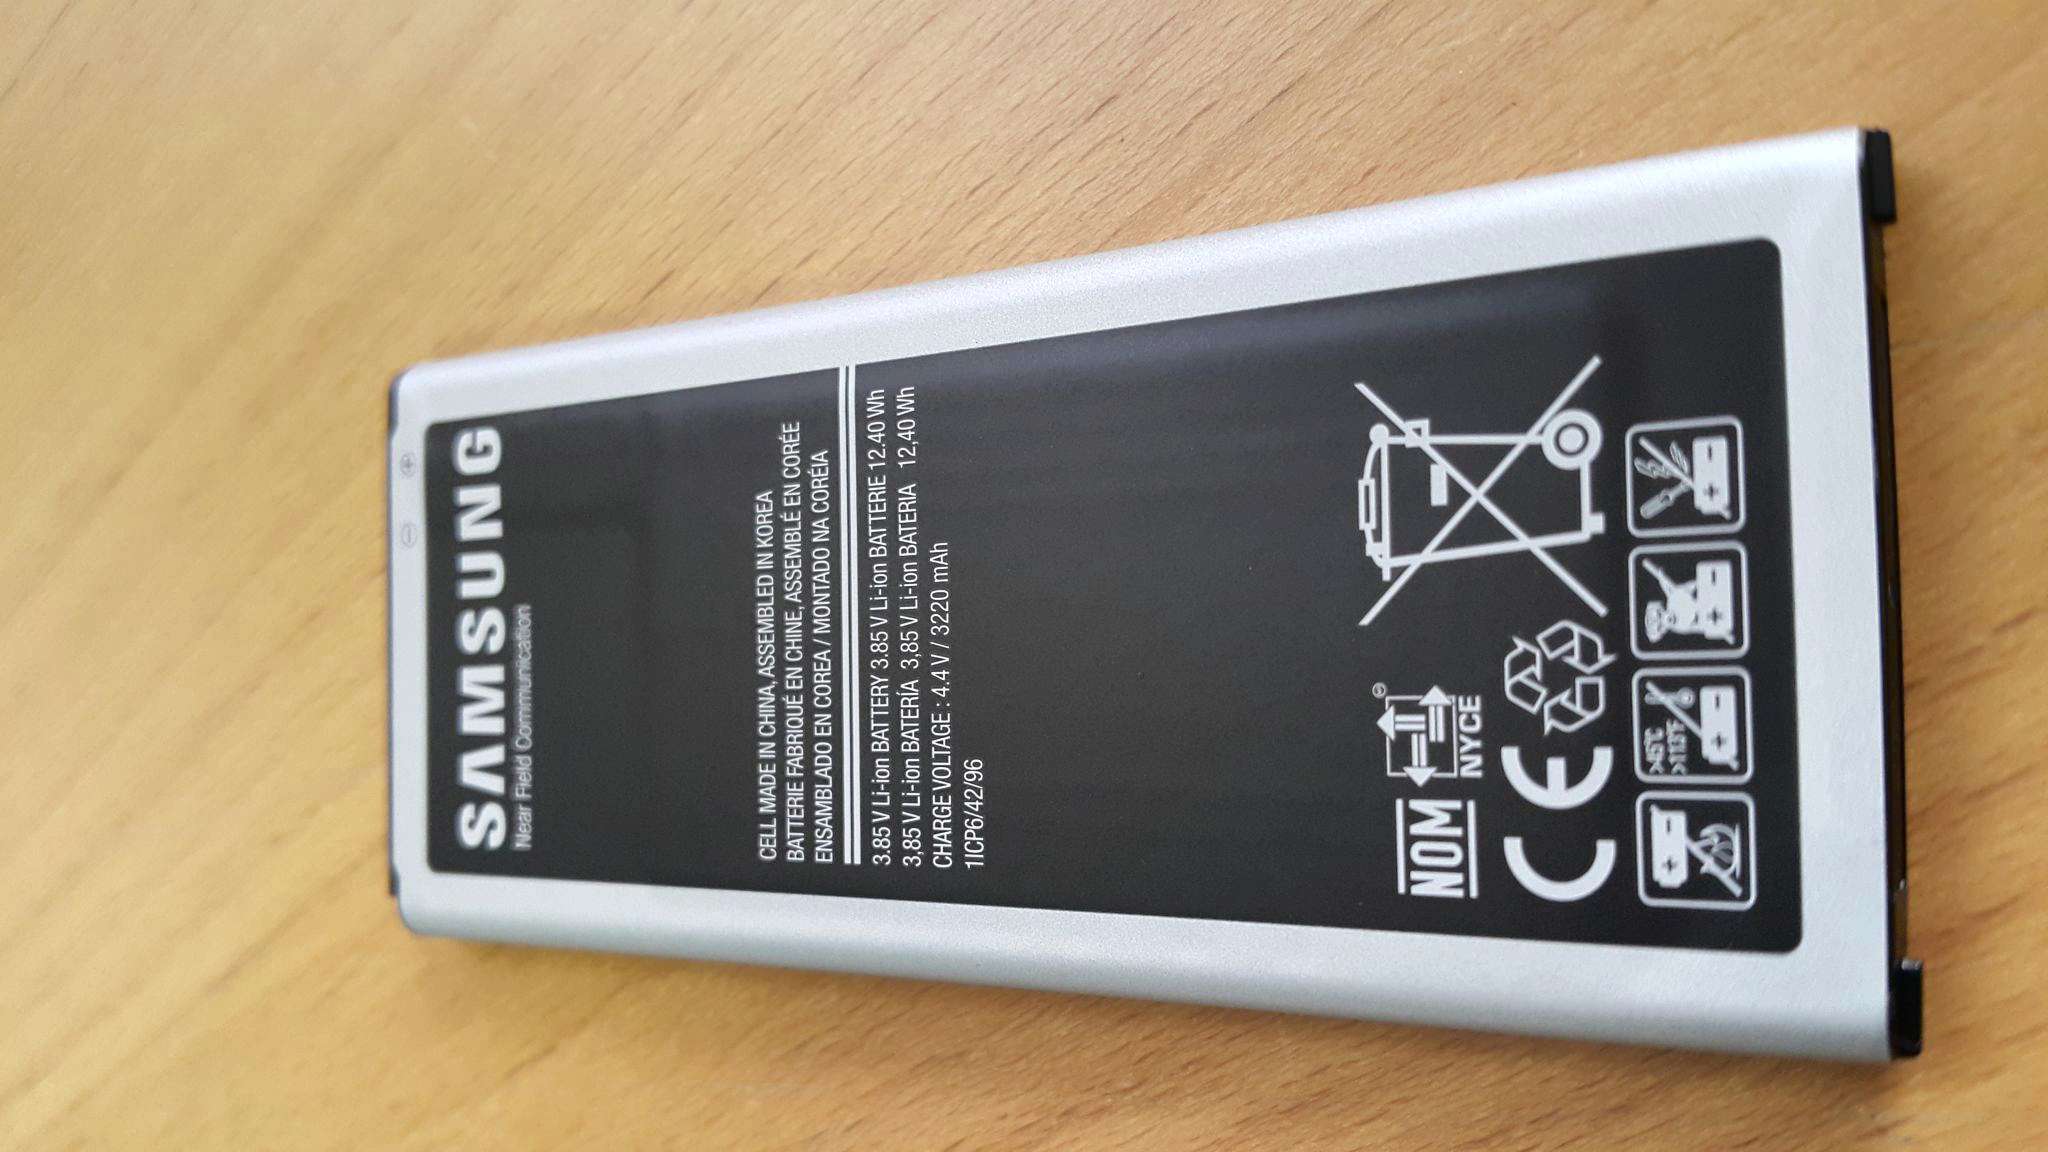 SAMSUNG
Near Field Communication
CELL MADE IN CHINA, ASSEMBLED IN KOREA
BATTERIE FABRIQUÉ EN CHINE, ASSEMBLÉ EN CORÉE
ENSAMBLADO EN COREA / MONTADO NA CORÉIA
3.85 V Li-ion BATTERY 3.85 V Li-ion BATTERIE 12.40 Wh
3,85 V Li-ion BATERÍA 3,85 V Li-ion BATERIA 12,40 Wh
CHARGE VOLTAGE : 4.4 V / 3220 mAh
1ICP6/42/96
NOM
NYCE
CE
>45°C
>113°F